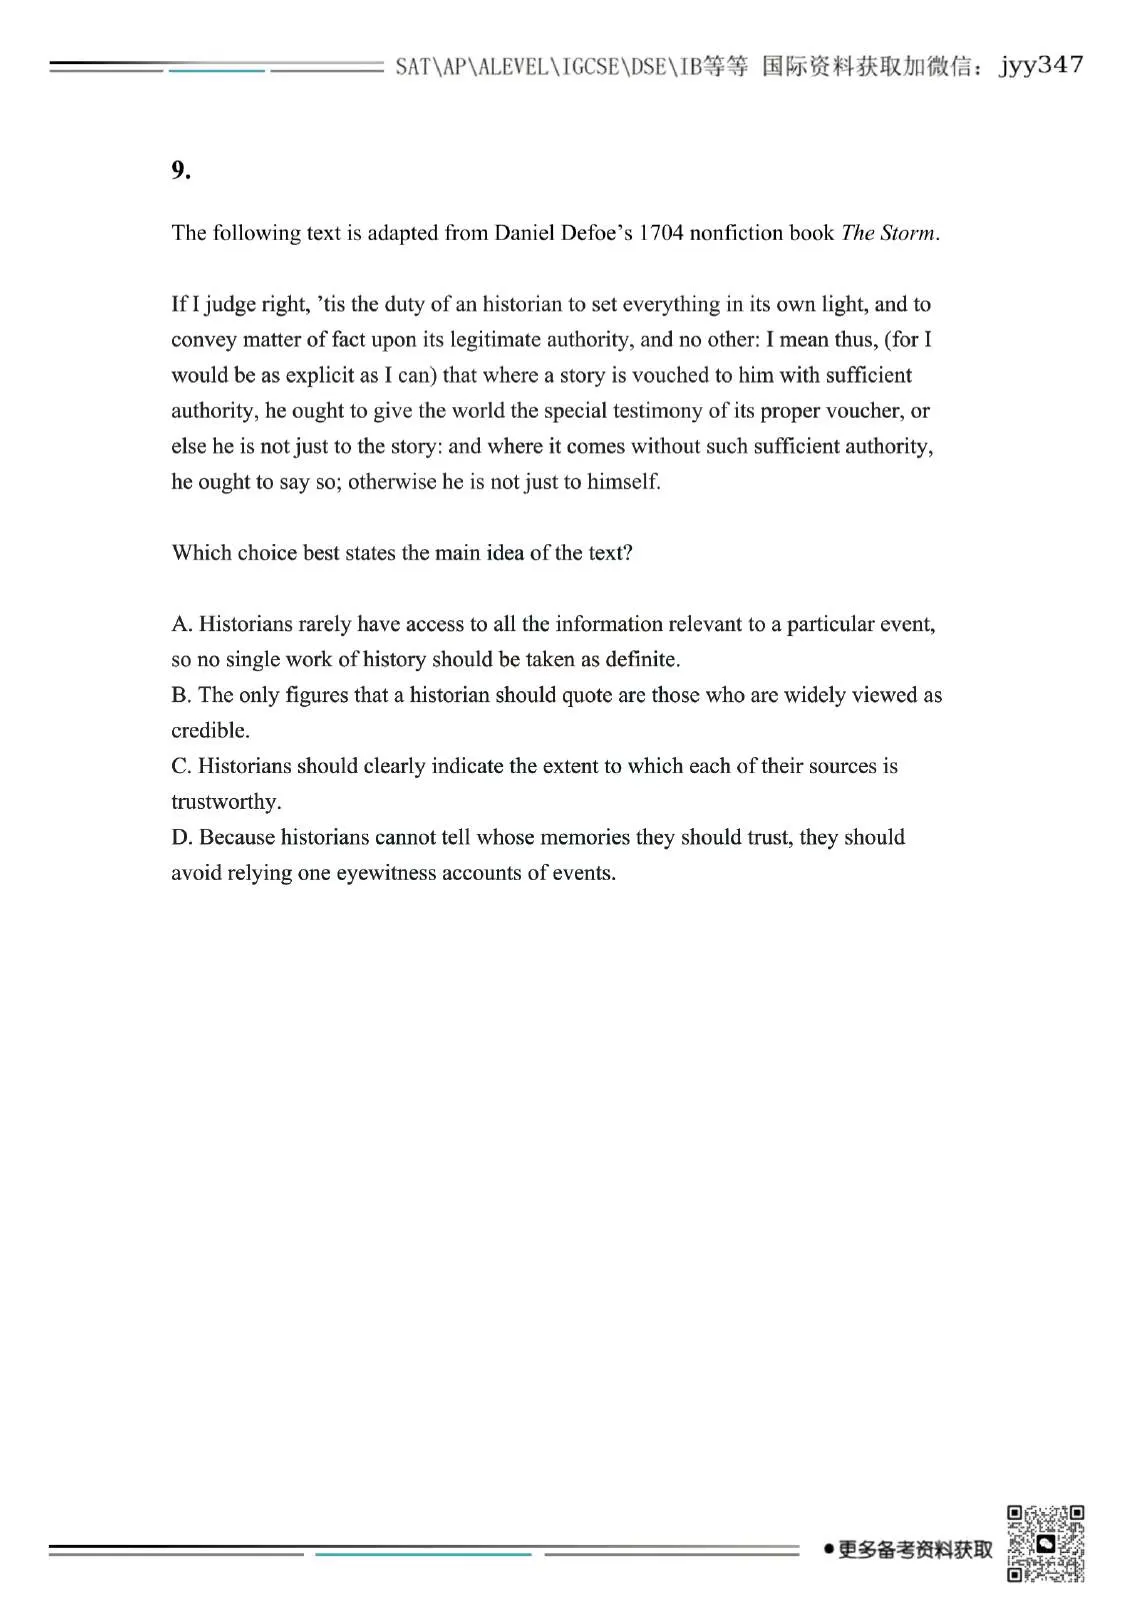 SAT\AP\ALEVEL\IGCSE\DSE\IB等等 国际资料获取加微信: jyy347
9.
The following text is adapted from Daniel Defoe’s 1704 nonfiction book The Storm.
If I judge right, ’tis the duty of an historian to set everything in its own light, and to
convey matter of fact upon its legitimate authority, and no other: I mean thus, (for I
would be as explicit as I can) that where a story is vouched to him with sufficient
authority, he ought to give the world the special testimony of its proper voucher, or
else he is not just to the story: and where it comes without such sufficient authority,
he ought to say so; otherwise he is not just to himself.
Which choice best states the main idea of the text?
A. Historians rarely have access to all the information relevant to a particular event,
so no single work of history should be taken as definite.
B. The only figures that a historian should quote are those who are widely viewed as
credible.
C. Historians should clearly indicate the extent to which each of their sources is
trustworthy.
D. Because historians cannot tell whose memories they should trust, they should
avoid relying one eyewitness accounts of events.
●更多备考资料获取